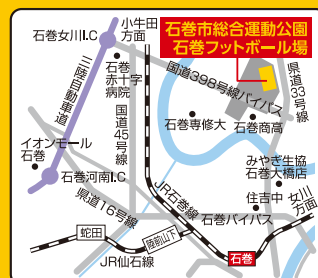 小牛田
方面
石巻市総合運動公園
石巻フットボール場
石巻女川I.C
石巻
赤十字
病院
三陸自動車道
国道45号線
国道398号線バイパス
県道33号線
石巻専修大
石巻商高
イオンモール
石巻
みやぎ生協
石巻大橋店
石巻河南I.C
JR石巻線
住吉中
女川
方面
県道16号線
石巻バイパス
蛇田
陸前山下
石巻
JR仙石線